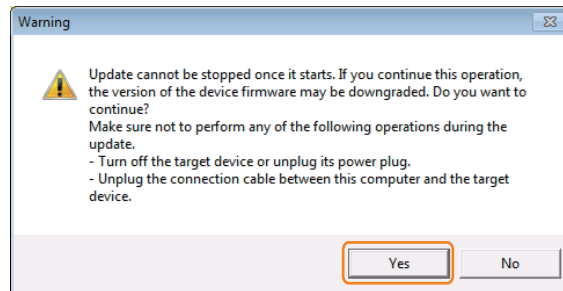 Warning
Update cannot be stopped once it starts. If you continue this operation,
the version of the device firmware may be downgraded. Do you want to
continue?
Make sure not to perform any of the following operations during the
update.
- Turn off the target device or unplug its power plug.
- Unplug the connection cable between this computer and the target
device.
Yes No